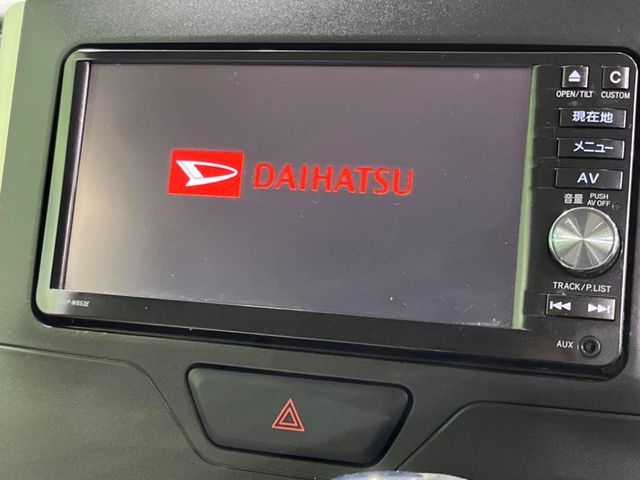 DAIHATSU
OPEN/TILT
C
CUSTOM
現在地
メニュー
AV
音量 PUSH AV OFF
TRACK/P.LIST
AUX